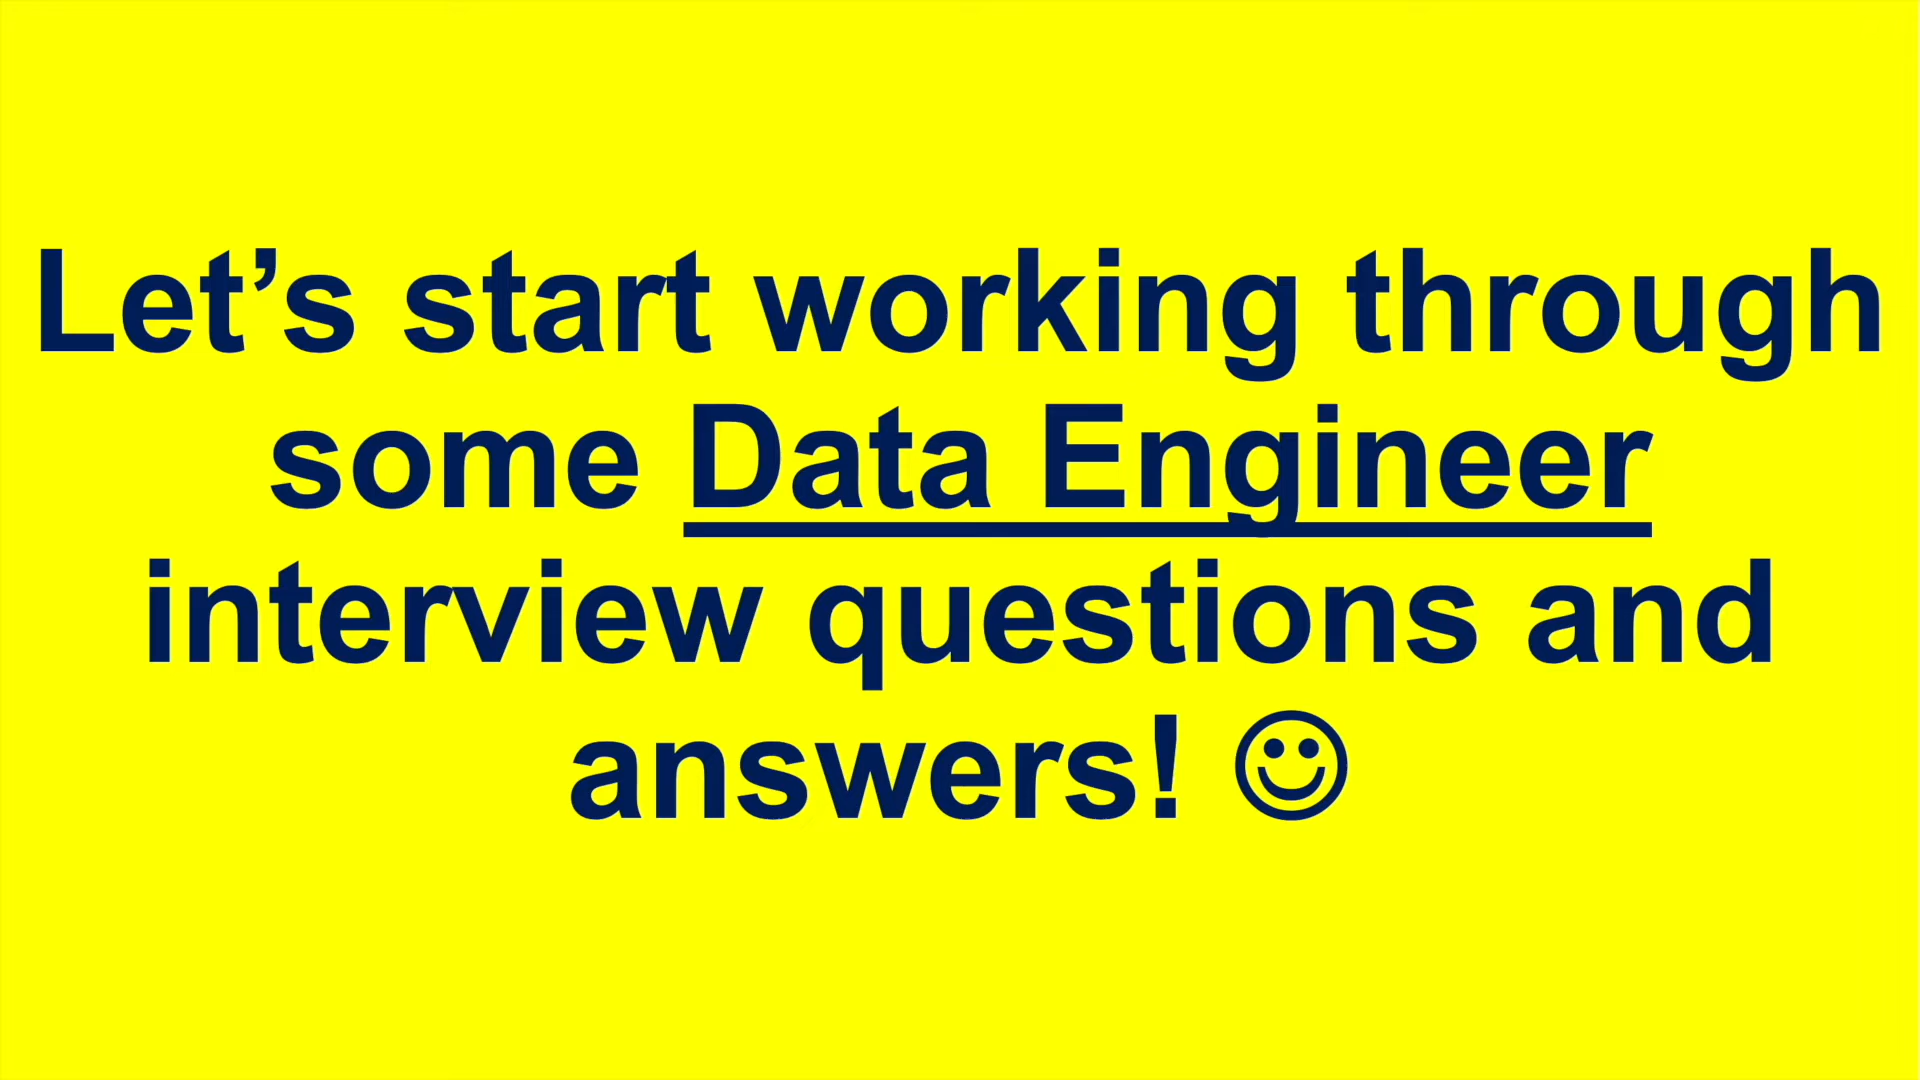 Let’s start working through
some Data Engineer
interview questions and
answers! ☺